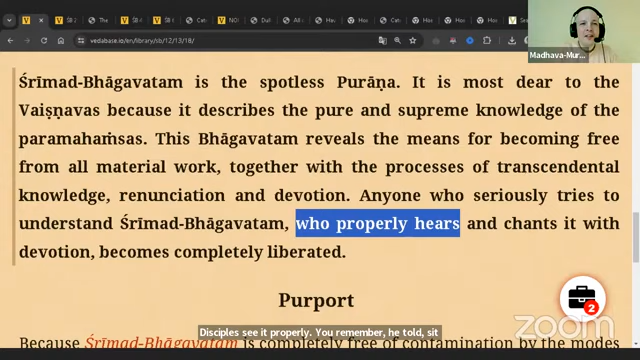 Śrīmad-Bhāgavatam is the spotless Purāṇa. It is most dear to the
Vaiṣṇavas because it describes the pure and supreme knowledge of the
paramahaṁsas. This Bhāgavatam reveals the means for becoming free
from all material work, together with the processes of transcendental
knowledge, renunciation and devotion. Anyone who seriously tries to
understand Śrīmad-Bhāgavatam, who properly hears and chants it with
devotion, becomes completely liberated.
Purport
Because Śrīmad-Bhāgavatam is completely free of contamination by the modes
vedabase.io/en/library/sb/12/13/18/
Madhava-Mur...
2
zoom
Disciples see it properly. You remember, he told, sit